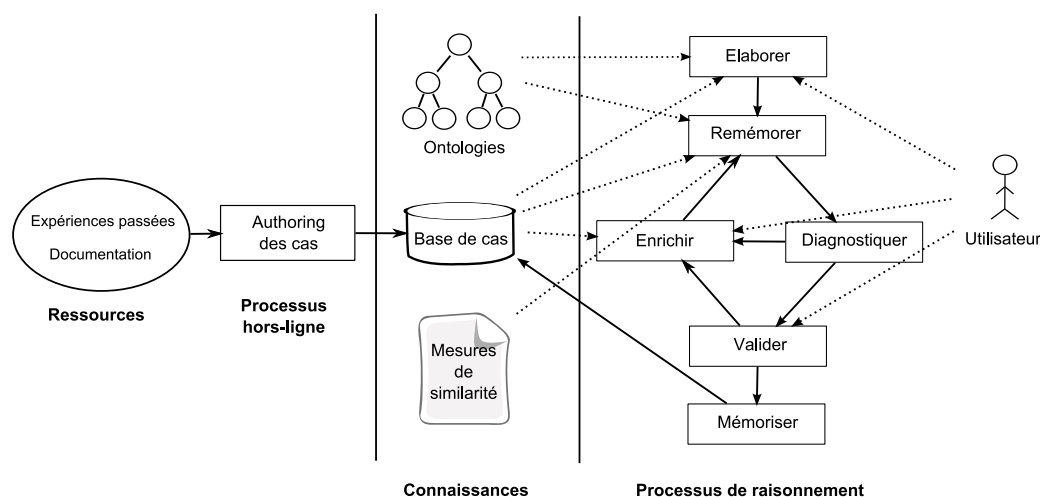 Expériences passées
Documentation
Ressources
Authoring
des cas
Processus
hors-ligne
Ontologies
Base de cas
Mesures
de
similarité
Connaissances
Elaborer
Remémorer
Enrichir
Diagnostiquer
Valider
Mémoriser
Processus de raisonnement
Utilisateur